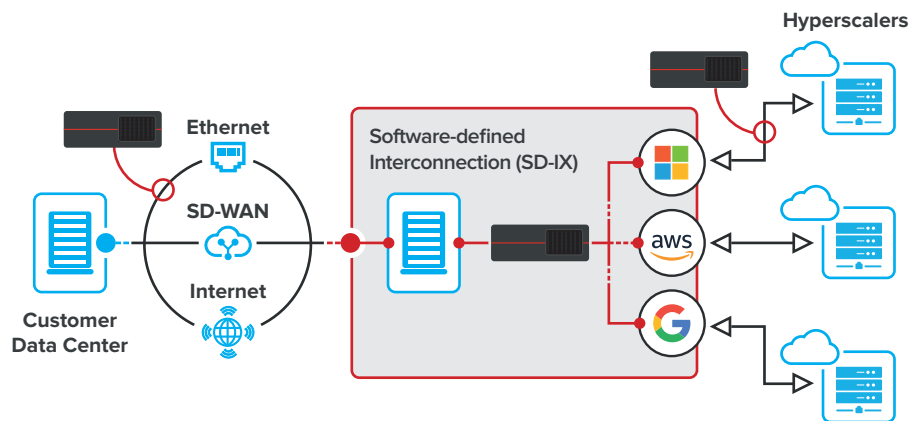 Hyperscalers
Ethernet
Software-defined
Interconnection (SD-IX)
SD-WAN
aws
Internet
Customer
Data Center